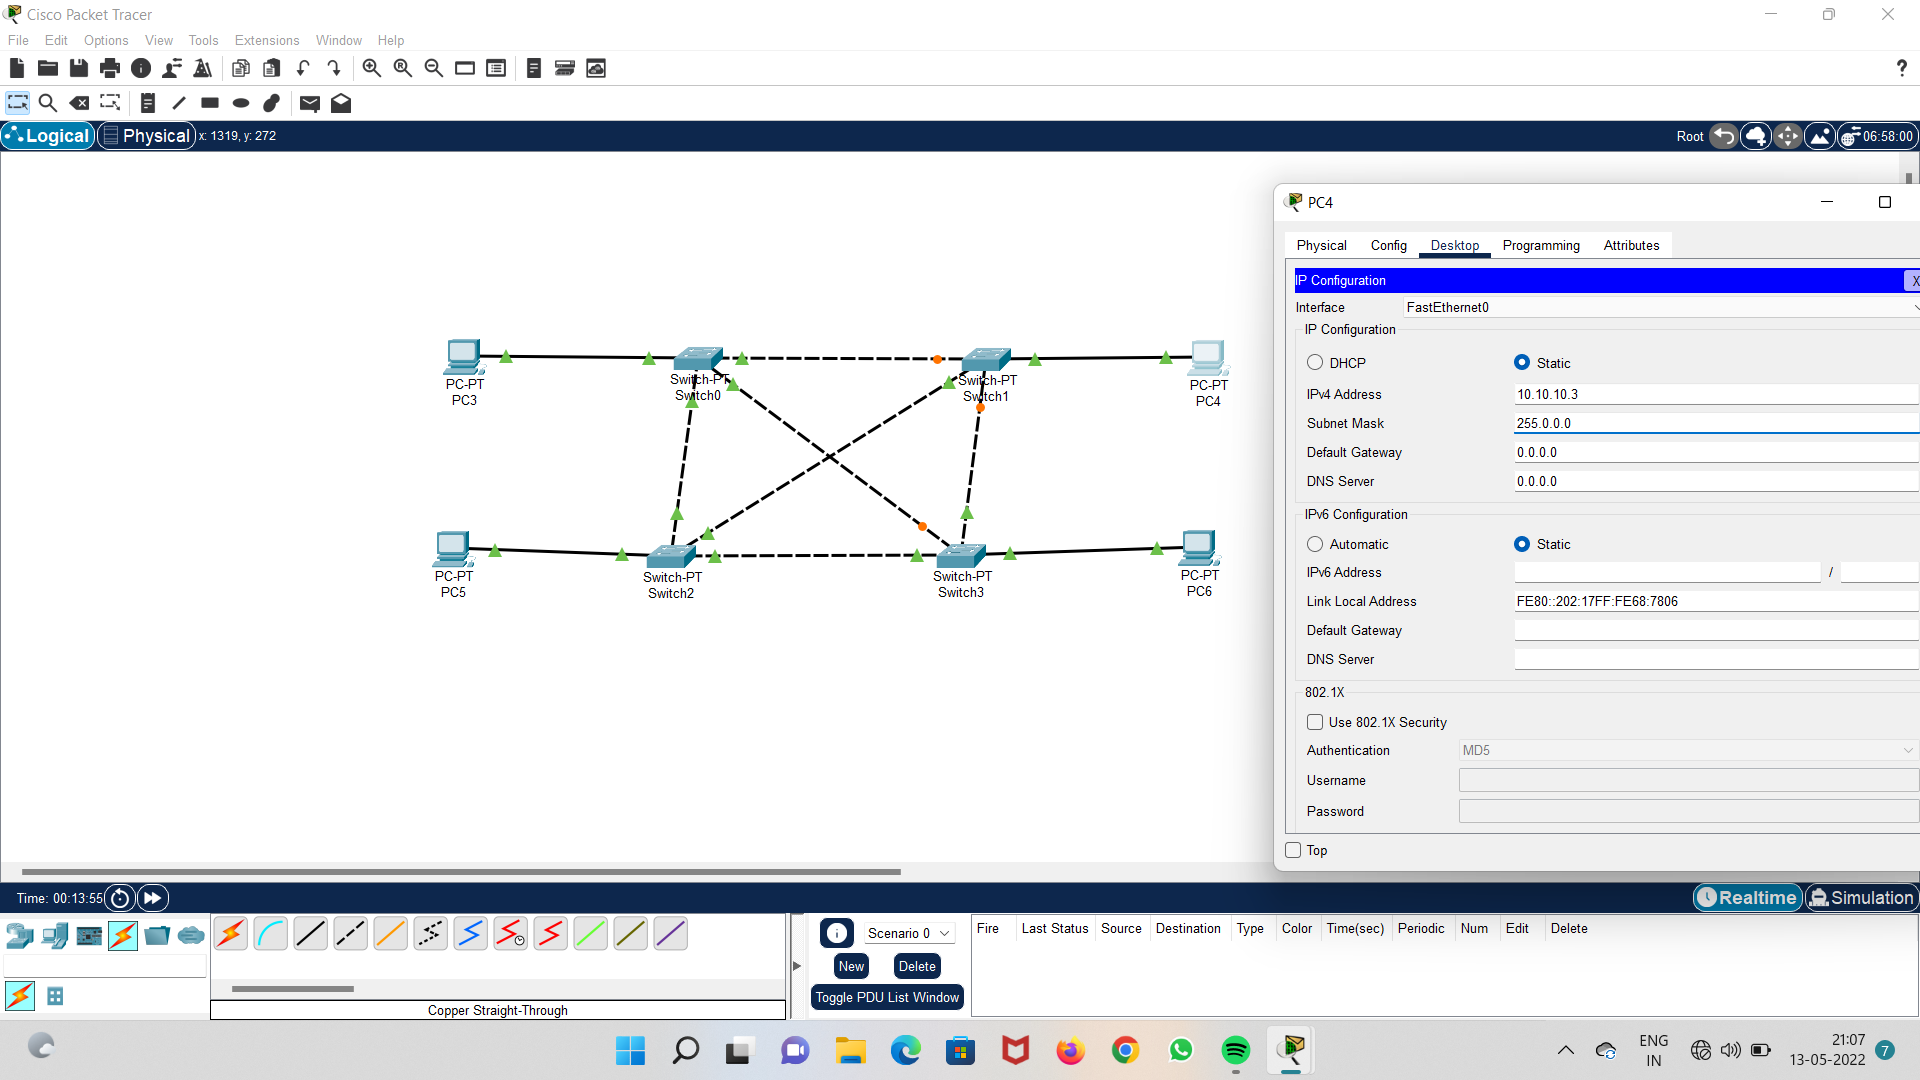 Cisco Packet Tracer
File Edit Options View Tools Extensions Window Help
?
Logical Physical x: 1319, y: 272 Root 06:58:00
PC4
Physical Config Desktop Programming Attributes
IP Configuration X
Interface FastEthernet0
IP Configuration
DHCP Static
IPv4 Address 10.10.10.3
Subnet Mask 255.0.0.0
Default Gateway 0.0.0.0
DNS Server 0.0.0.0
IPv6 Configuration
Automatic Static
IPv6 Address /
Link Local Address FE80::202:17FF:FE68:7806
Default Gateway
DNS Server
802.1X
Use 802.1X Security
Authentication MD5
Username
Password
Top
PC-PT
PC3
Switch-PT
Switch0
Switch-PT
Switch1
PC-PT
PC4
PC-PT
PC5
Switch-PT
Switch2
Switch-PT
Switch3
PC-PT
PC6
Time: 00:13:55 Realtime Simulation
Scenario 0
New Delete
Toggle PDU List Window
Fire Last Status Source Destination Type Color Time(sec) Periodic Num Edit Delete
Copper Straight-Through
ENG
IN
21:07
13-05-2022
7